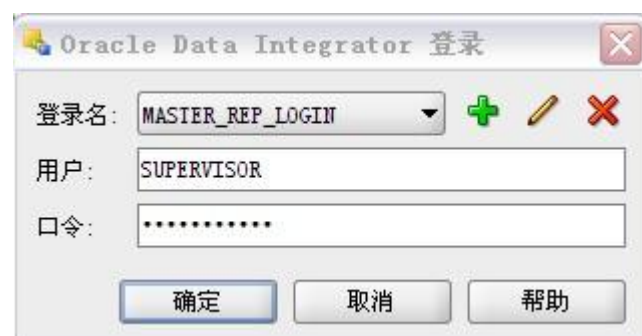 Oracle Data Integrator 登录
登录名: MASTER_REP_LOGIN
用户: SUPERVISOR
口令: •••••••••••
确定 取消 帮助